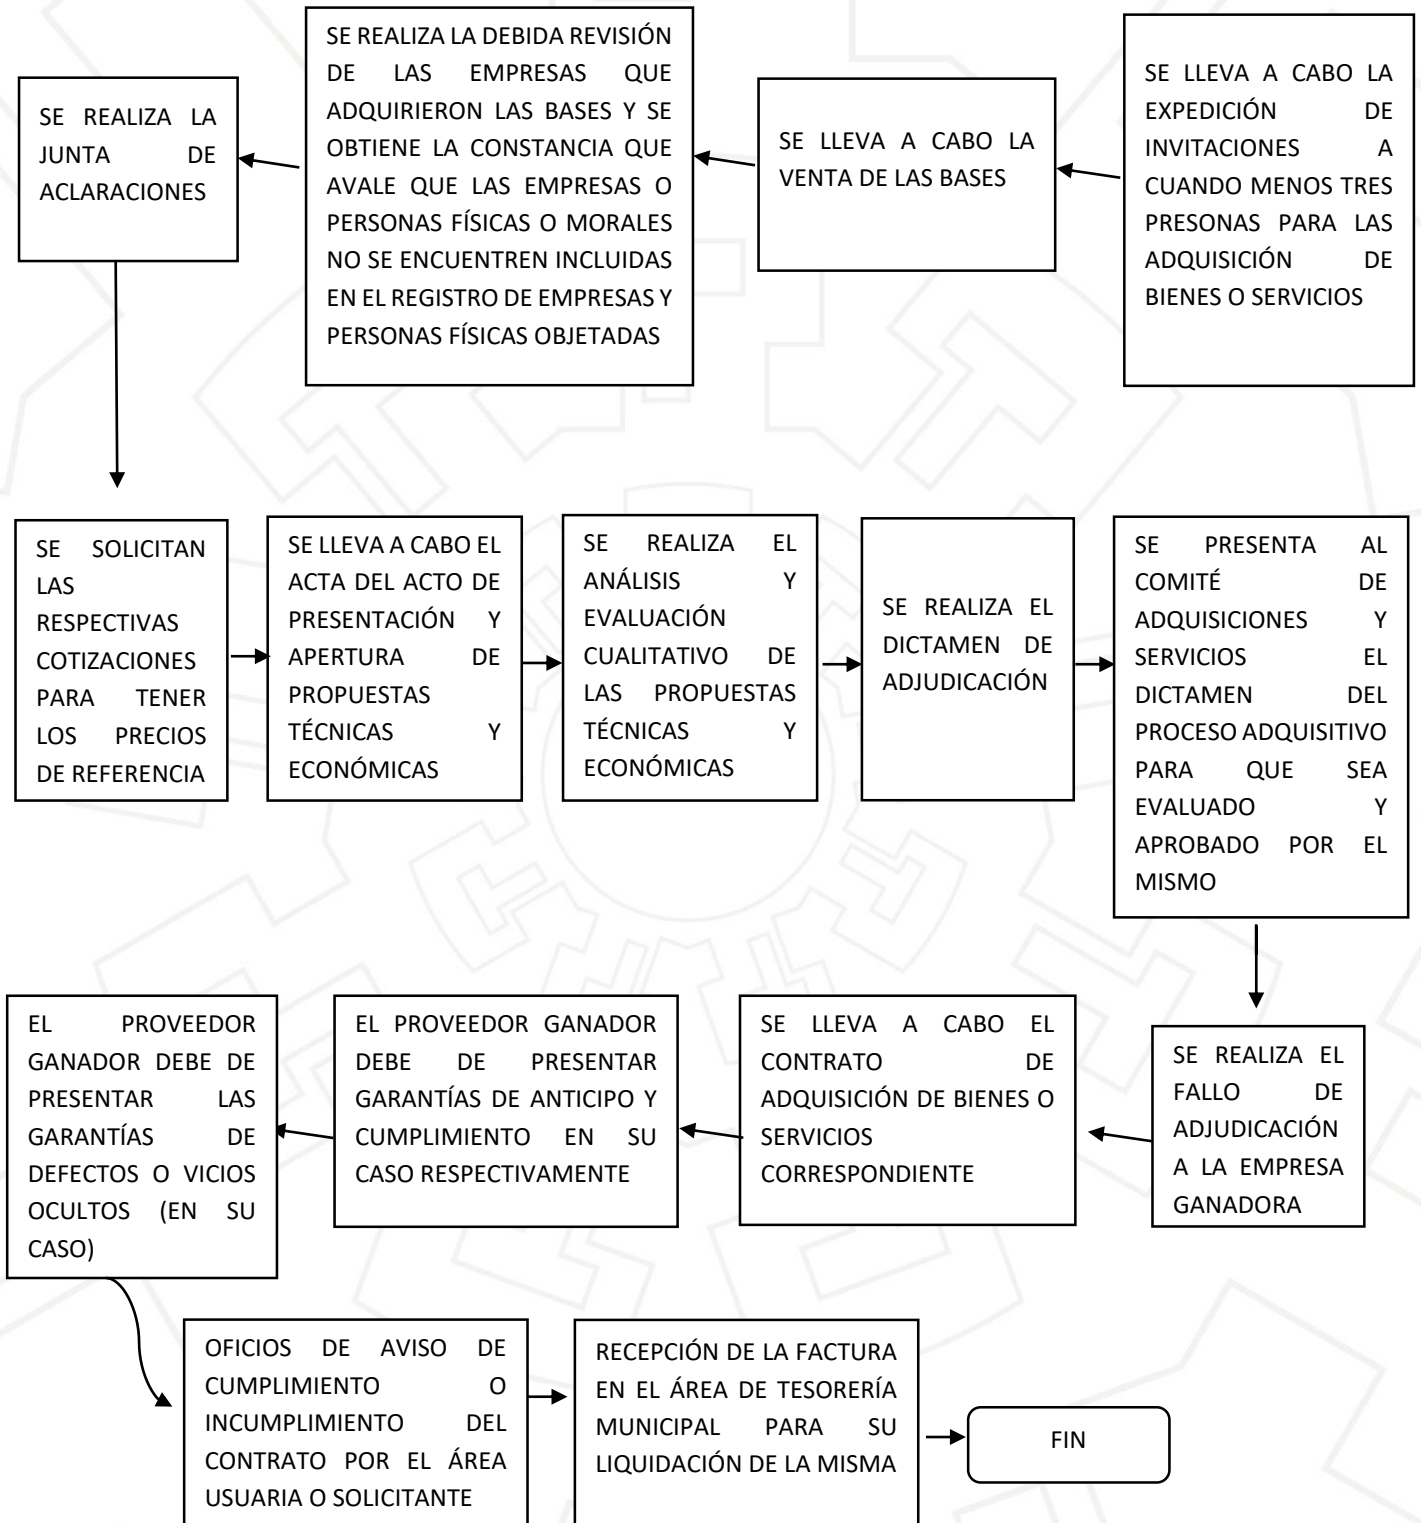 SE LLEVA A CABO LA
EXPEDICIÓN DE
INVITACIONES A
CUANDO MENOS TRES
PRESONAS PARA LAS
ADQUISICIÓN DE
BIENES O SERVICIOS
SE LLEVA A CABO LA
VENTA DE LAS BASES
SE REALIZA LA DEBIDA REVISIÓN
DE LAS EMPRESAS QUE
ADQUIRIERON LAS BASES Y SE
OBTIENE LA CONSTANCIA QUE
AVALE QUE LAS EMPRESAS O
PERSONAS FÍSICAS O MORALES
NO SE ENCUENTREN INCLUIDAS
EN EL REGISTRO DE EMPRESAS Y
PERSONAS FÍSICAS OBJETADAS
SE REALIZA LA
JUNTA DE
ACLARACIONES
SE SOLICITAN
LAS
RESPECTIVAS
COTIZACIONES
PARA TENER
LOS PRECIOS
DE REFERENCIA
SE LLEVA A CABO EL
ACTA DEL ACTO DE
PRESENTACIÓN Y
APERTURA DE
PROPUESTAS
TÉCNICAS Y
ECONÓMICAS
SE REALIZA EL
ANÁLISIS Y
EVALUACIÓN
CUALITATIVO DE
LAS PROPUESTAS
TÉCNICAS Y
ECONÓMICAS
SE REALIZA EL
DICTAMEN DE
ADJUDICACIÓN
SE PRESENTA AL
COMITÉ DE
ADQUISICIONES Y
SERVICIOS EL
DICTAMEN DEL
PROCESO ADQUISITIVO
PARA QUE SEA
EVALUADO Y
APROBADO POR EL
MISMO
SE REALIZA EL
FALLO DE
ADJUDICACIÓN
A LA EMPRESA
GANADORA
SE LLEVA A CABO EL
CONTRATO DE
ADQUISICIÓN DE BIENES O
SERVICIOS
CORRESPONDIENTE
EL PROVEEDOR GANADOR
DEBE DE PRESENTAR
GARANTÍAS DE ANTICIPO Y
CUMPLIMIENTO EN SU
CASO RESPECTIVAMENTE
EL PROVEEDOR
GANADOR DEBE DE
PRESENTAR LAS
GARANTÍAS DE
DEFECTOS O VICIOS
OCULTOS (EN SU
CASO)
OFICIOS DE AVISO DE
CUMPLIMIENTO O
INCUMPLIMIENTO DEL
CONTRATO POR EL ÁREA
USUARIA O SOLICITANTE
RECEPCIÓN DE LA FACTURA
EN EL ÁREA DE TESORERÍA
MUNICIPAL PARA SU
LIQUIDACIÓN DE LA MISMA
FIN